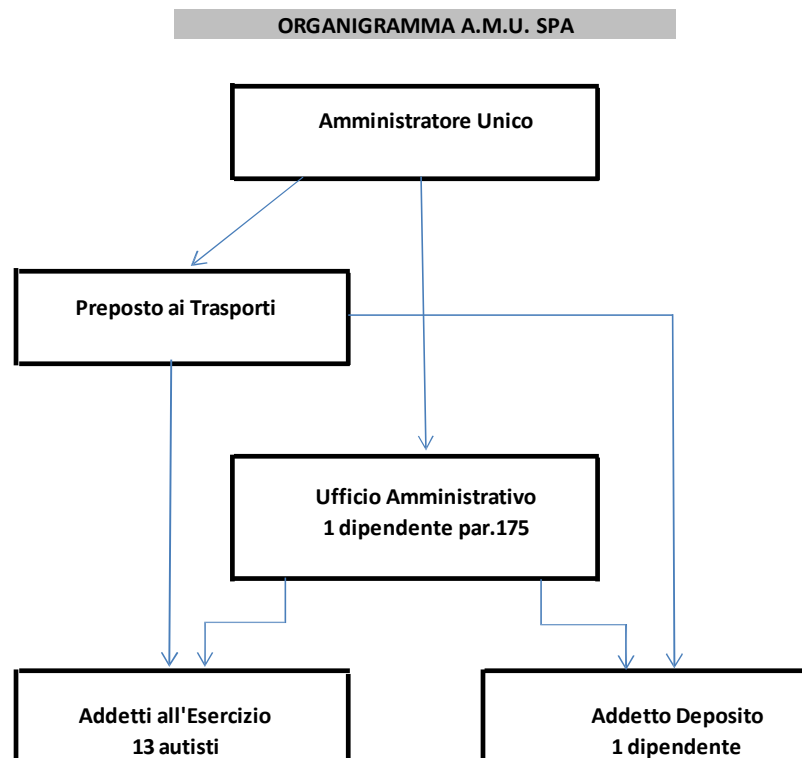 ORGANIGRAMMA A.M.U. SPA
Amministratore Unico
Preposto ai Trasporti
Ufficio Amministrativo
1 dipendente par.175
Addetti all'Esercizio
13 autisti
Addetto Deposito
1 dipendente